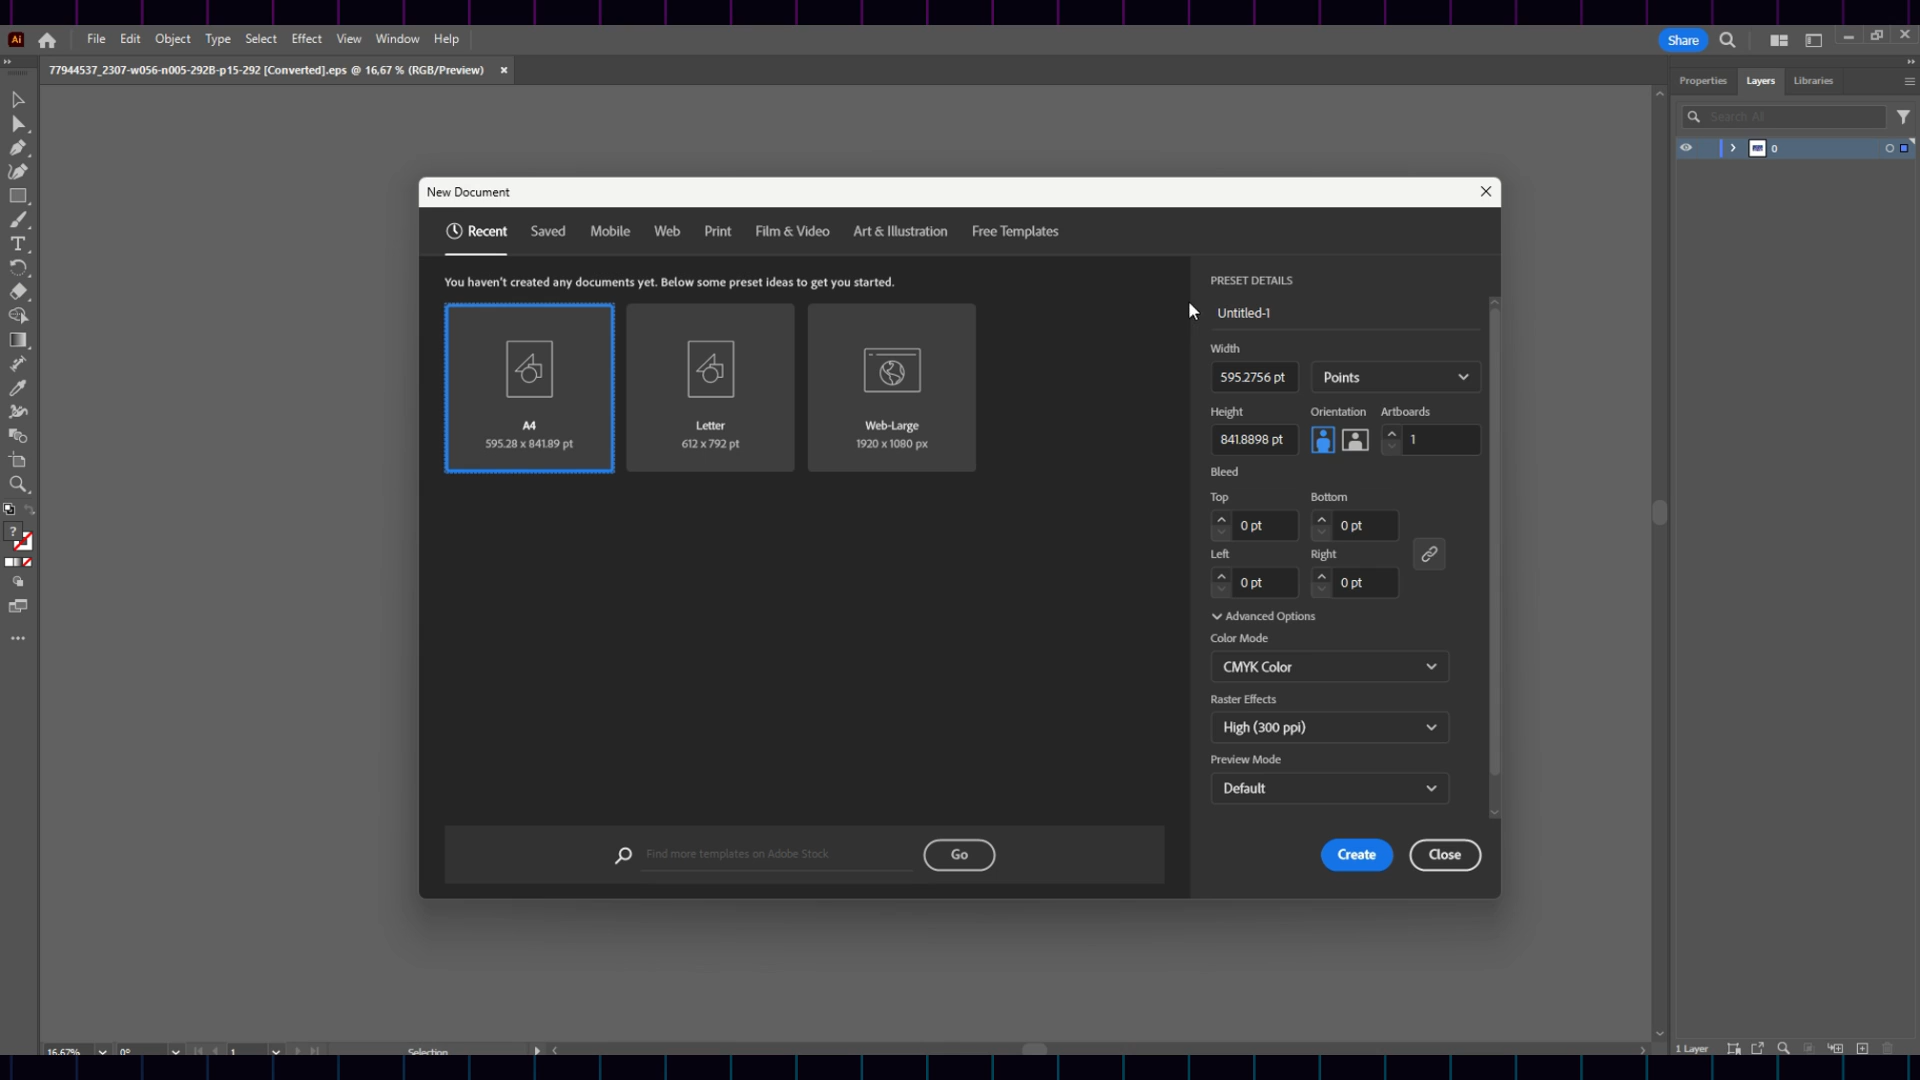 Ai File Edit Object Type Select Effect View Window Help Share
77944537_2307-w056-n005-292B-p15-292 [Converted].eps @ 16,67 % (RGB/Preview)
Properties Layers Libraries
Search All
0
New Document
Recent Saved Mobile Web Print Film & Video Art & Illustration Free Templates
You haven't created any documents yet. Below some preset ideas to get you started.
A4
595.28 x 841.89 pt
Letter
612 x 792 pt
Web-Large
1920 x 1080 px
PRESET DETAILS
Untitled-1
Width
595.2756 pt Points
Height Orientation Artboards
841.8898 pt 1
Bleed
Top Bottom
0 pt 0 pt
Left Right
0 pt 0 pt
Advanced Options
Color Mode
CMYK Color
Raster Effects
High (300 ppi)
Preview Mode
Default
Find more templates on Adobe Stock Go
Create Close
16,67% 0° 1 Selection
1 Layer